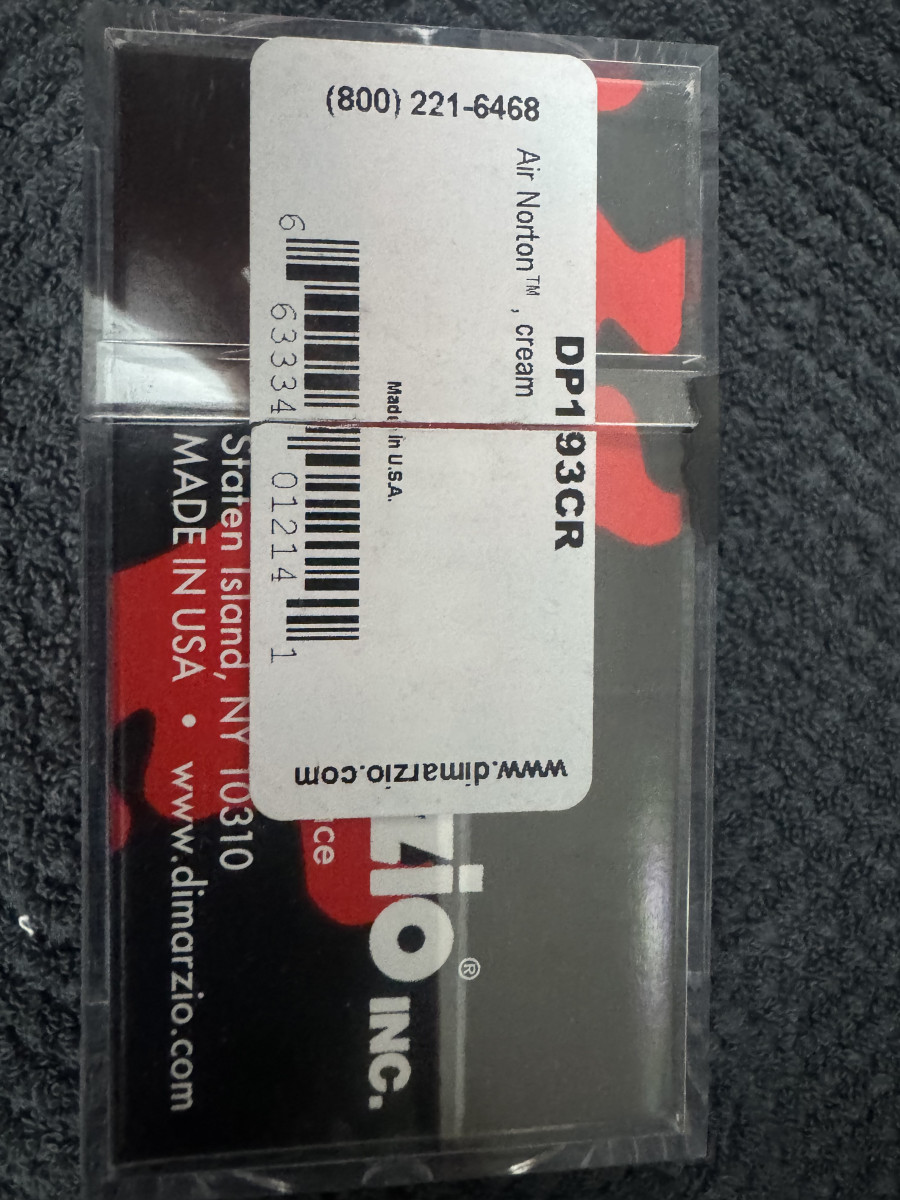 (800) 221-6468
DP193CR
Air Norton™ , cream
Made in U.S.A.
6 63334 01214 1
www.dimarzio.com
zio® INC.
ce
Staten Island, NY 10310
MADE IN USA • www.dimarzio.com